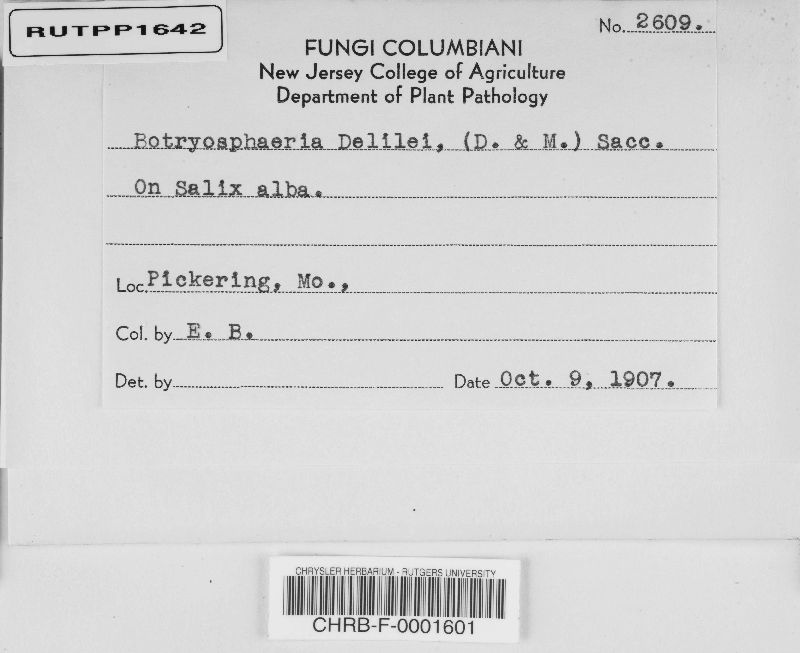 RUTPP1642
No. 2609.
FUNGI COLUMBIANI
New Jersey College of Agriculture
Department of Plant Pathology
Botryosphaeria Delilei, (D. & M.) Sacc.
On Salix alba.
Loc. Pickering, Mo.,
Col. by E. B.
Det. by Date Oct. 9, 1907.
CHRYSLER HERBARIUM - RUTGERS UNIVERSITY
CHRB-F-0001601